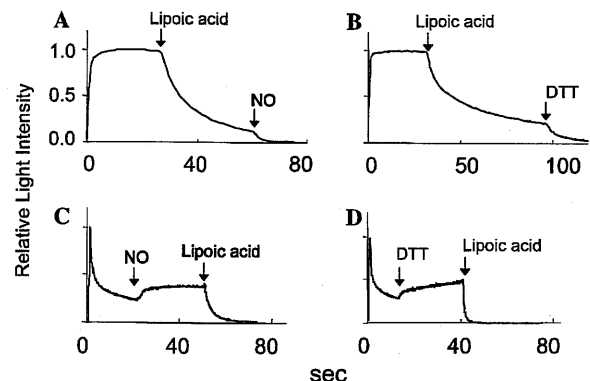 A
Lipoic acid
NO
1.0
0.5
0.0
0 40 80
B
Lipoic acid
DTT
0 50 100
Relative Light Intensity
C
NO
Lipoic acid
0 40 80
D
DTT
Lipoic acid
0 40 80
sec